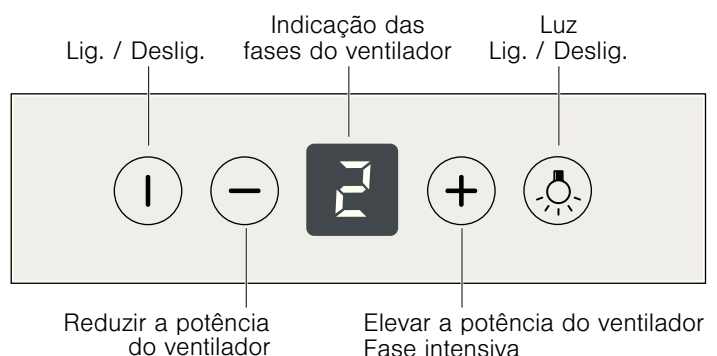 Lig. / Deslig.
Indicação das
fases do ventilador
Luz
Lig. / Deslig.
2
Reduzir a potência
do ventilador
Elevar a potência do ventilador
Fase intensiva